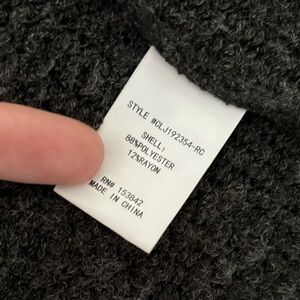 STYLE #CLJ192354-RC
SHELL:
88%POLYESTER
12%RAYON
RN# 153842
MADE IN CHINA